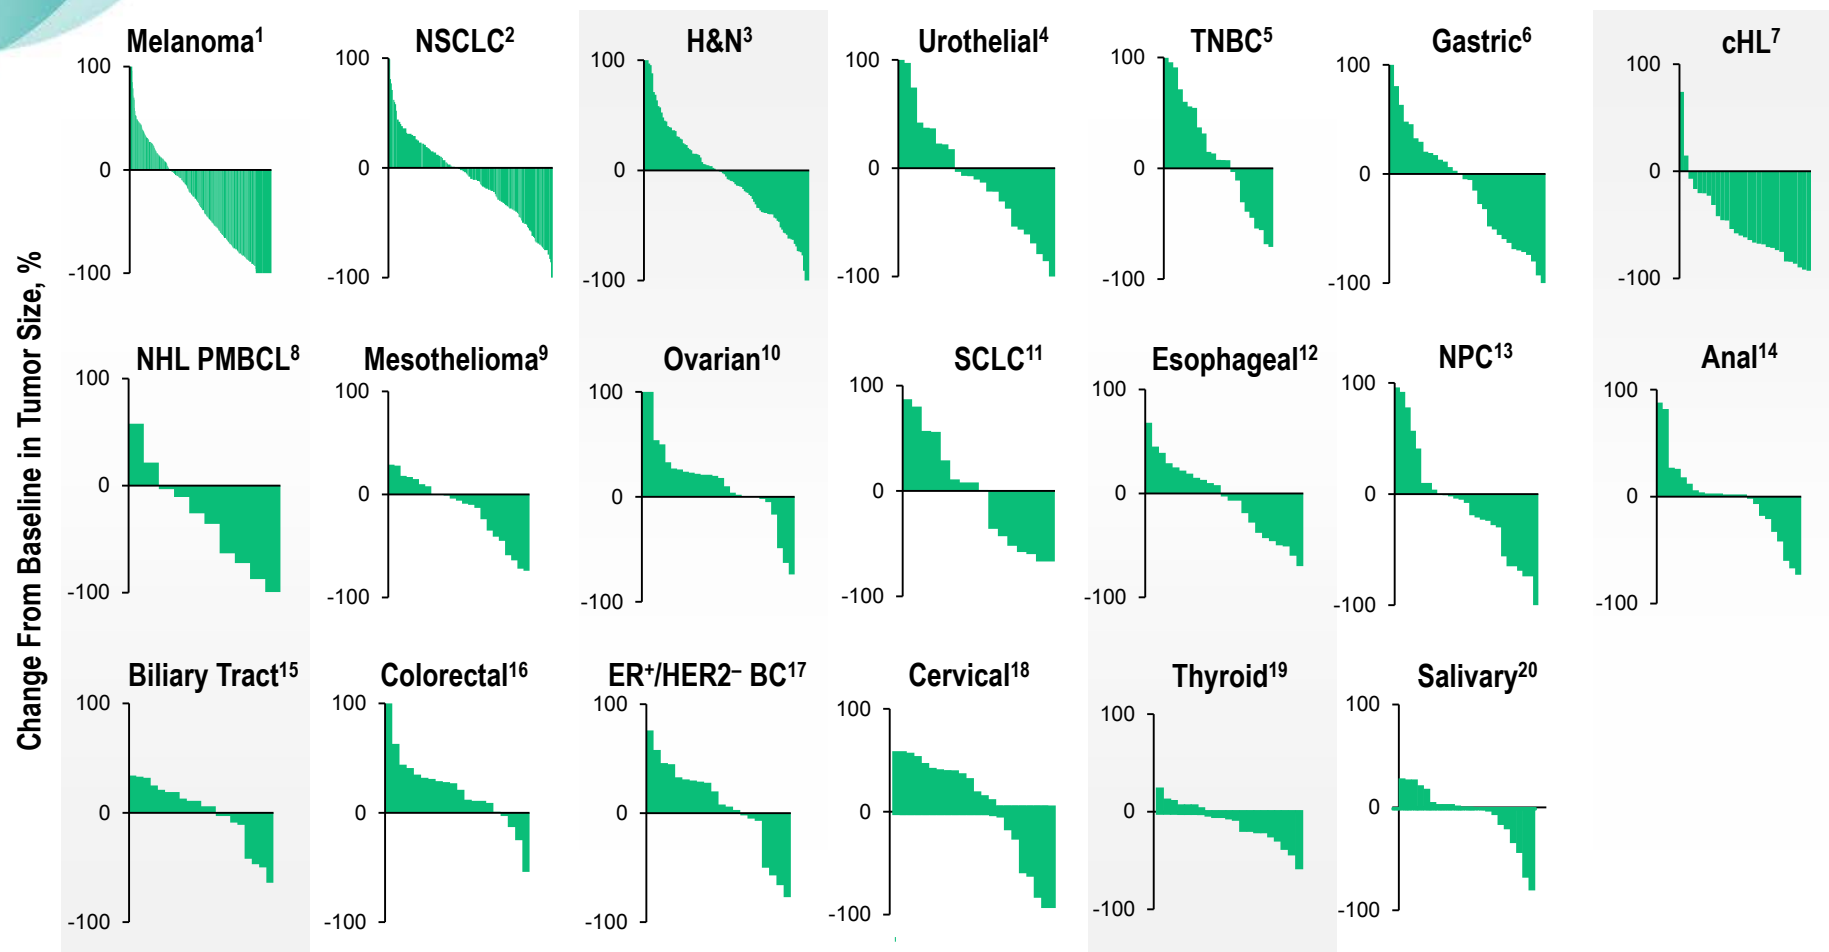 Change From Baseline in Tumor Size, %
Melanoma1
100
0
-100
NSCLC2
100
0
-100
H&N3
100
0
-100
Urothelial4
100
0
-100
TNBC5
100
0
-100
Gastric6
100
0
-100
cHL7
100
0
-100
NHL PMBCL8
100
0
-100
Mesothelioma9
100
0
-100
Ovarian10
100
0
-100
SCLC11
100
0
-100
Esophageal12
100
0
-100
NPC13
100
0
-100
Anal14
100
0
-100
Biliary Tract15
100
0
-100
Colorectal16
100
0
-100
ER+/HER2– BC17
100
0
-100
Cervical18
100
0
-100
Thyroid19
100
0
-100
Salivary20
100
0
-100